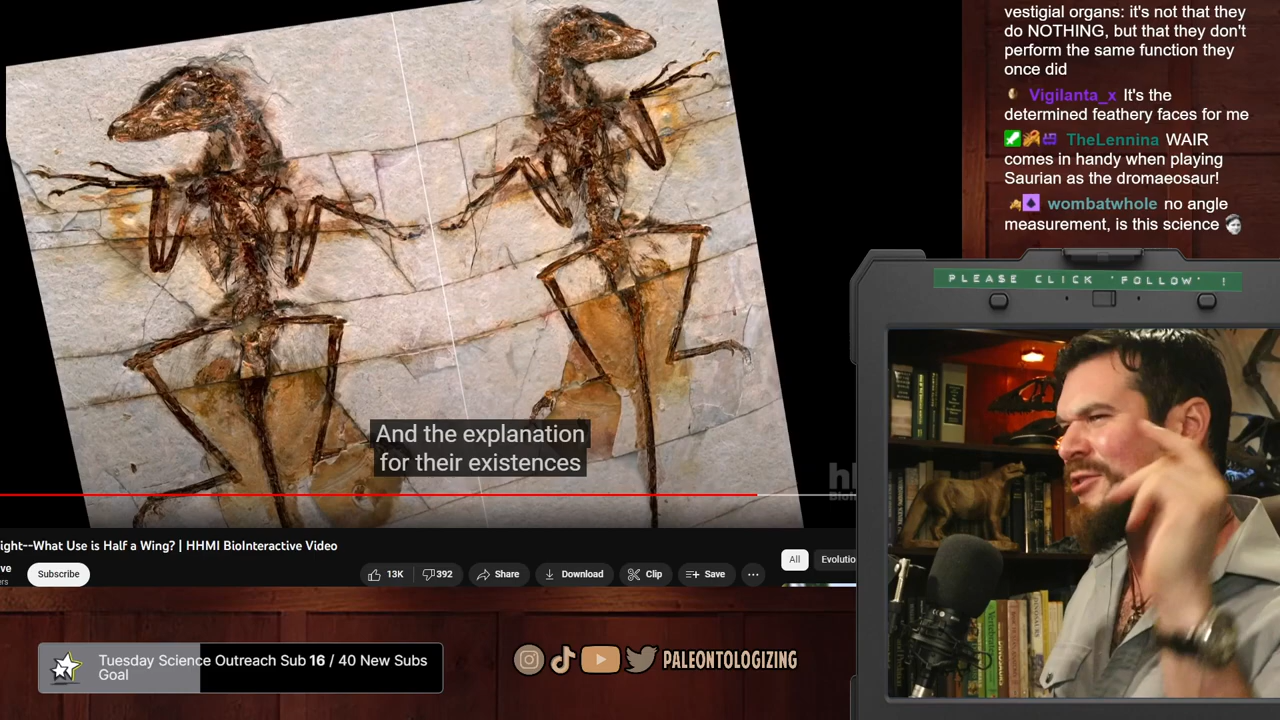 vestigial organs: it's not that they
do NOTHING, but that they don't
perform the same function they
once did
Vigilanta_x It's the
determined feathery faces for me
TheLennina WAIR
comes in handy when playing
Saurian as the dromaeosaur!
wombatwhole no angle
measurement, is this science
PLEASE CLICK 'FOLLOW' !
And the explanation
for their existences
ight--What Use is Half a Wing? | HHMI BioInteractive Video
ve
ers
Subscribe
13K
392
Share
Download
Clip
Save
All
Evolutio
Tuesday Science Outreach Sub 16 / 40 New Subs
Goal
PALEONTOLOGIZING